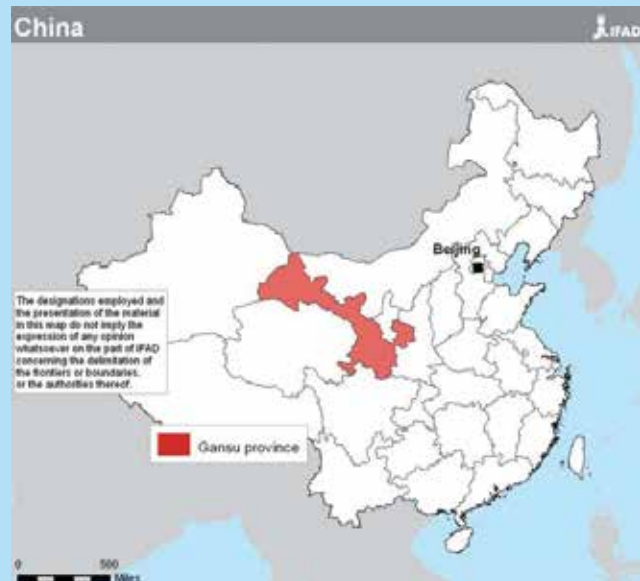 China
IFAD
Beijing
The designations employed and
the presentation of the material
in this map do not imply the
expression of any opinion
whatsoever on the part of IFAD
concerning the delimitation of
the frontiers or boundaries,
or the authorities thereof.
Gansu province
0 500
Miles